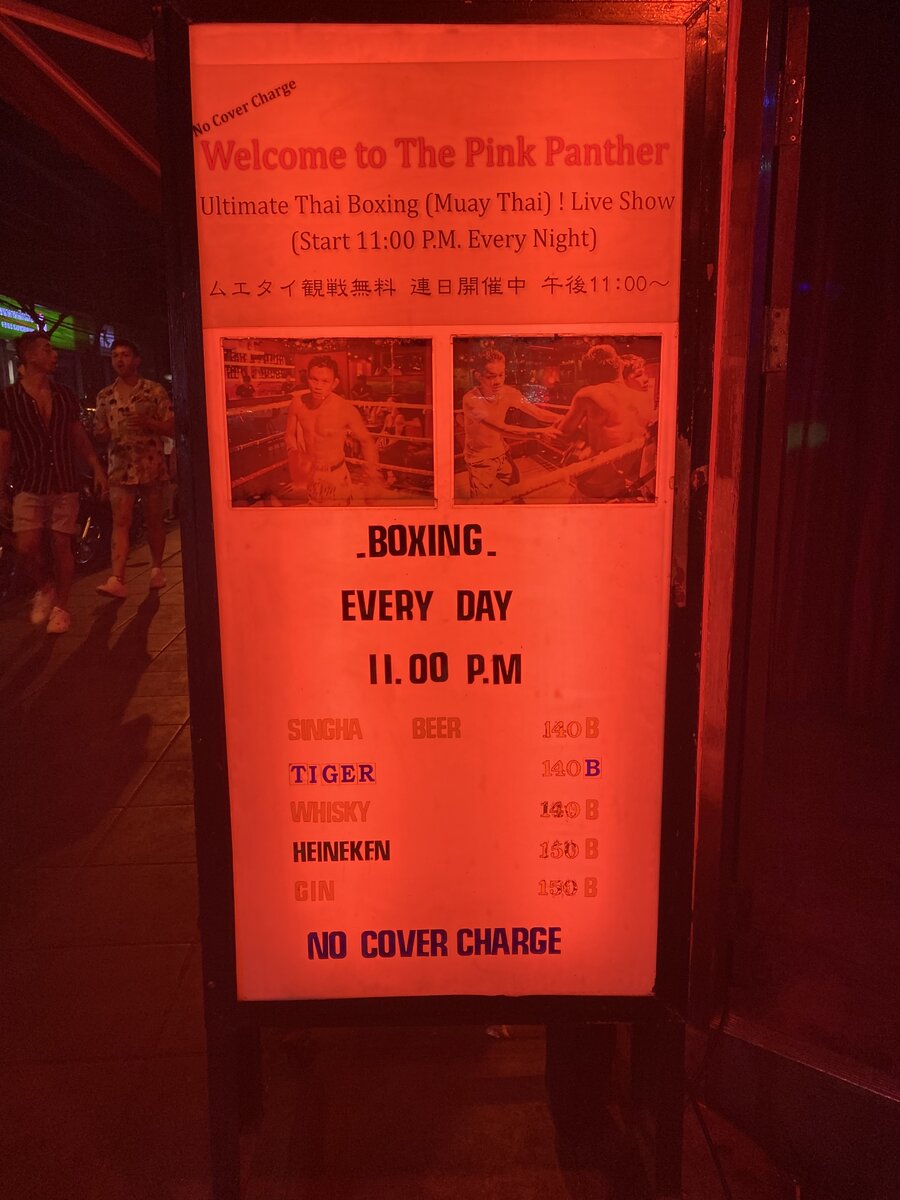 No Cover Charge
Welcome to The Pink Panther
Ultimate Thai Boxing (Muay Thai) ! Live Show
(Start 11:00 P.M. Every Night)
ムエタイ観戦無料 連日開催中 午後11:00〜
-BOXING-
EVERY DAY
11.00 P.M
SINGHA BEER 140 B
TIGER 140 B
WHISKY 140 B
HEINEKEN 150 B
GIN 150 B
NO COVER CHARGE